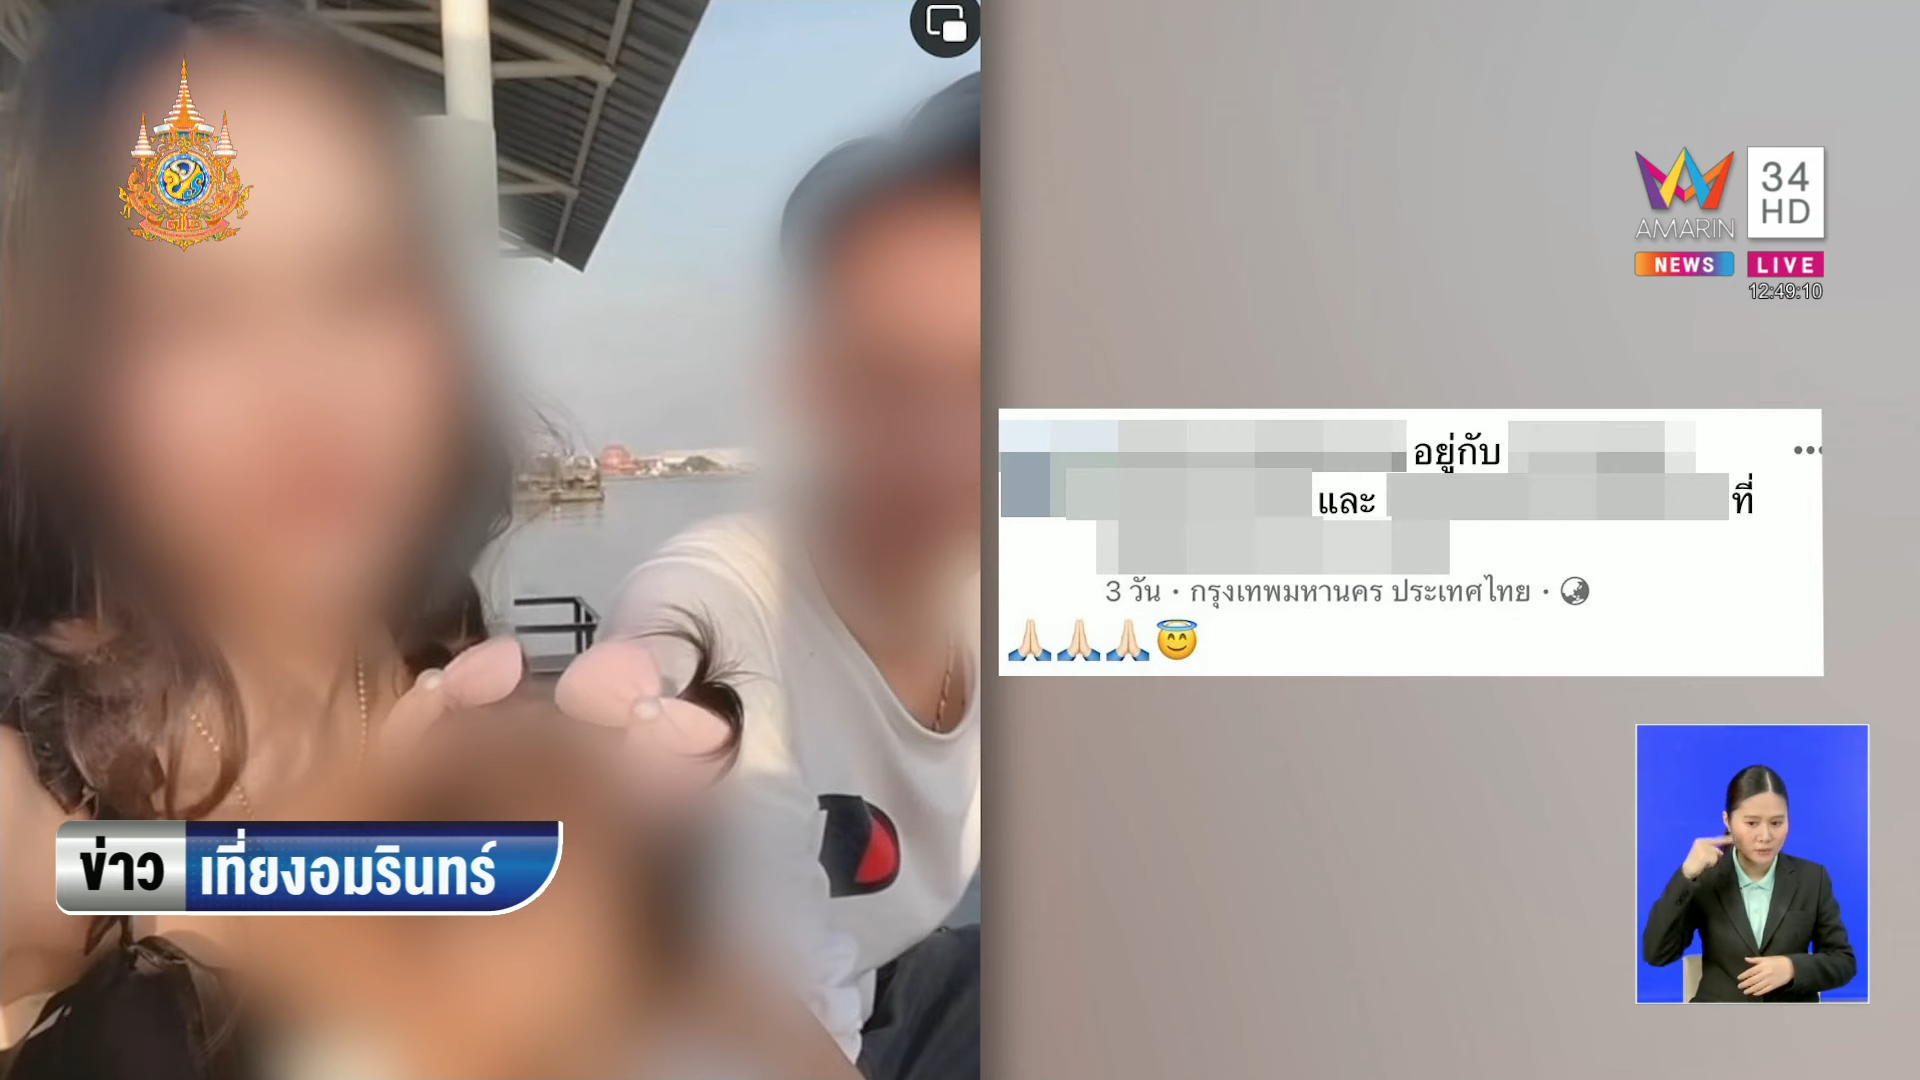 AMARIN
34
HD
NEWS
LIVE
12:49:10
อยู่กับ
และ
ที่
3 วัน · กรุงเทพมหานคร ประเทศไทย ·
🙏🏻🙏🏻🙏🏻😇
ข่าว เที่ยงอมรินทร์